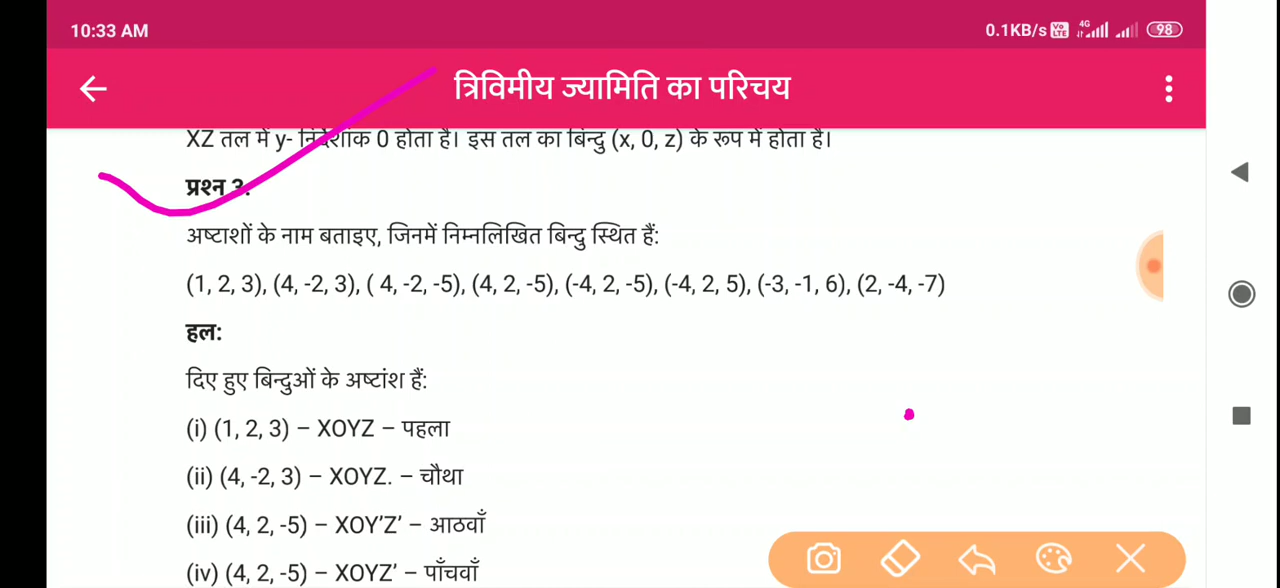 10:33 AM
0.1KB/s Vo LTE 4G 98
त्रिविमीय ज्यामिति का परिचय
XZ तल में y- निर्देशांक 0 होता है। इस तल का बिन्दु (x, 0, z) के रूप में होता है।
प्रश्न 3.
अष्टाशों के नाम बताइए, जिनमें निम्नलिखित बिन्दु स्थित हैं:
(1, 2, 3), (4, -2, 3), ( 4, -2, -5), (4, 2, -5), (-4, 2, -5), (-4, 2, 5), (-3, -1, 6), (2, -4, -7)
हल:
दिए हुए बिन्दुओं के अष्टांश हैं:
(i) (1, 2, 3) – XOYZ – पहला
(ii) (4, -2, 3) – XOYZ. – चौथा
(iii) (4, 2, -5) – XOY’Z’ – आठवाँ
(iv) (4, 2, -5) – XOYZ’ – पाँचवाँ